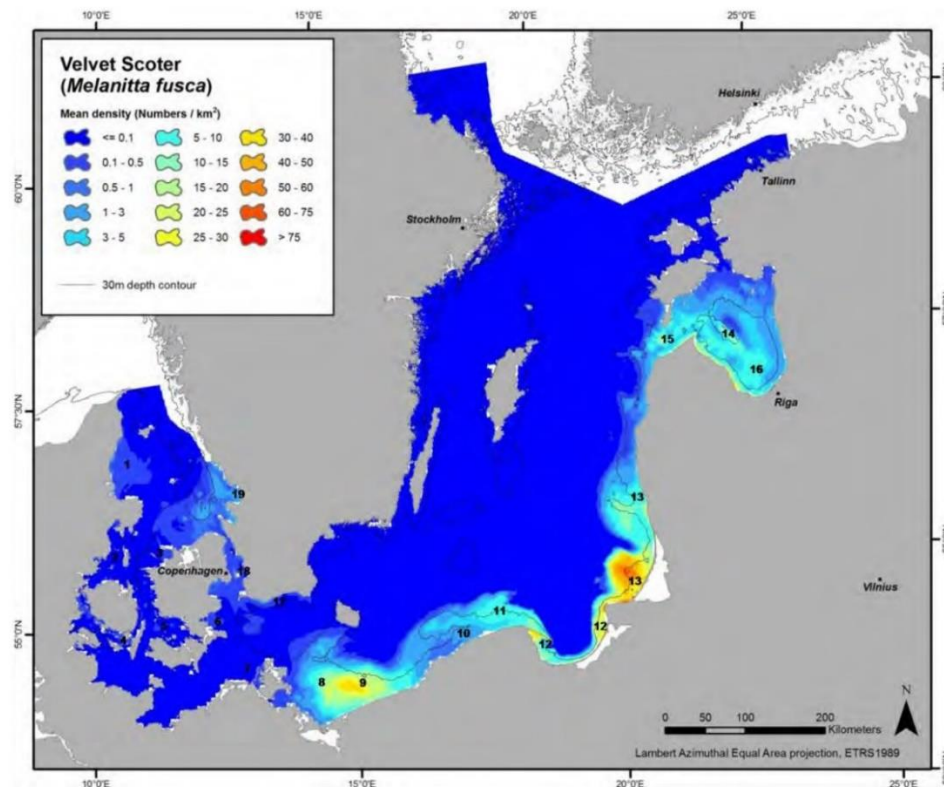 10°0'E 15°0'E 20°0'E 25°0'E
Velvet Scoter
(Melanitta fusca)
Mean density (Numbers / km²)
<= 0.1 5 - 10 30 - 40
0.1 - 0.5 10 - 15 40 - 50
0.5 - 1 15 - 20 50 - 60
1 - 3 20 - 25 60 - 75
3 - 5 25 - 30 > 75
30m depth contour
Helsinki
Tallinn
60°0'N
Stockholm
15
14
16
Riga
57°30'N
1
19
13
Copenhagen
18
13
Vilnius
11
10
12
12
4
8
9
55°0'N
N
0 50 100 200
Kilometers
Lambert Azimuthal Equal Area projection, ETRS1989
10°0'E 15°0'E 20°0'E 25°0'E